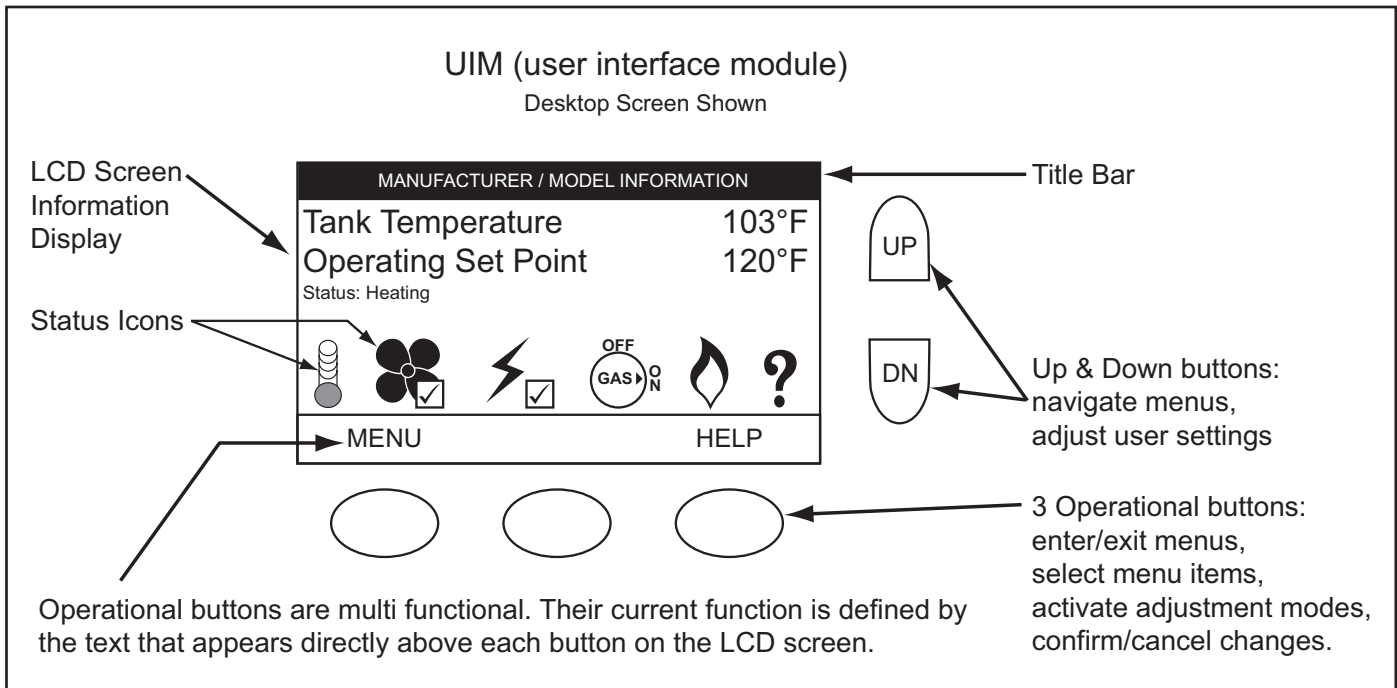 UIM (user interface module)
Desktop Screen Shown
LCD Screen
Information
Display
MANUFACTURER / MODEL INFORMATION
Title Bar
Tank Temperature 103°F
Operating Set Point 120°F
Status: Heating
UP
Status Icons
OFF
GAS
ON
?
DN
Up & Down buttons:
navigate menus,
adjust user settings
MENU HELP
3 Operational buttons:
enter/exit menus,
select menu items,
activate adjustment modes,
confirm/cancel changes.
Operational buttons are multi functional. Their current function is defined by
the text that appears directly above each button on the LCD screen.